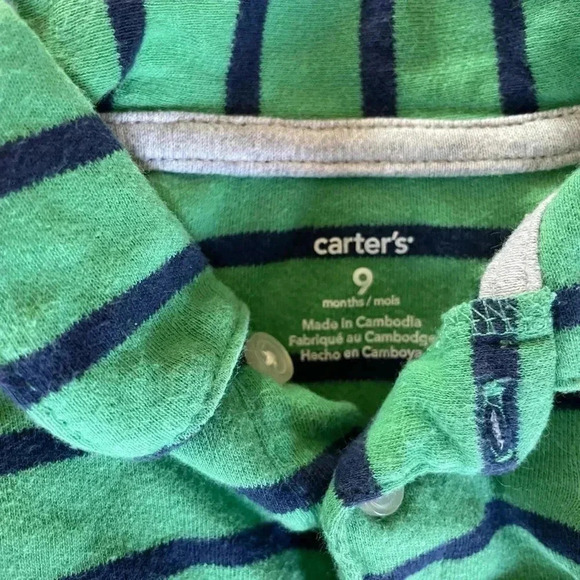 carter's
9
months / mois
Made in Cambodia
Fabriqué au Cambodge
Hecho en Camboya